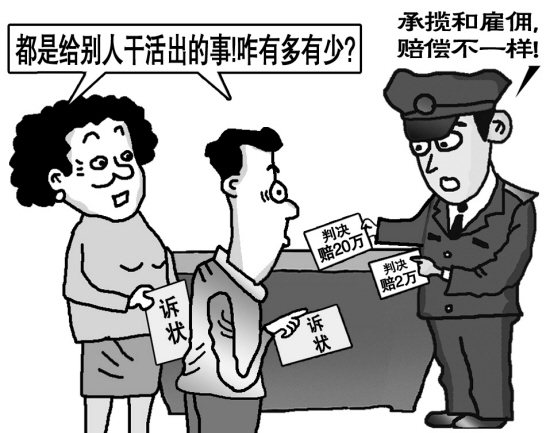 都是给别人干活出的事!咋有多有少?
承揽和雇佣,
赔偿不一样!
判决
赔20万
判决
赔2万
诉
状
诉
状